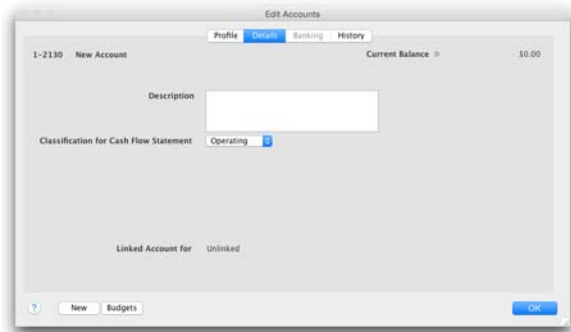 Edit Accounts
Profile Details Banking History
1-2130 New Account Current Balance $0.00
Description
Classification for Cash Flow Statement Operating
Linked Account for Unlinked
? New Budgets OK